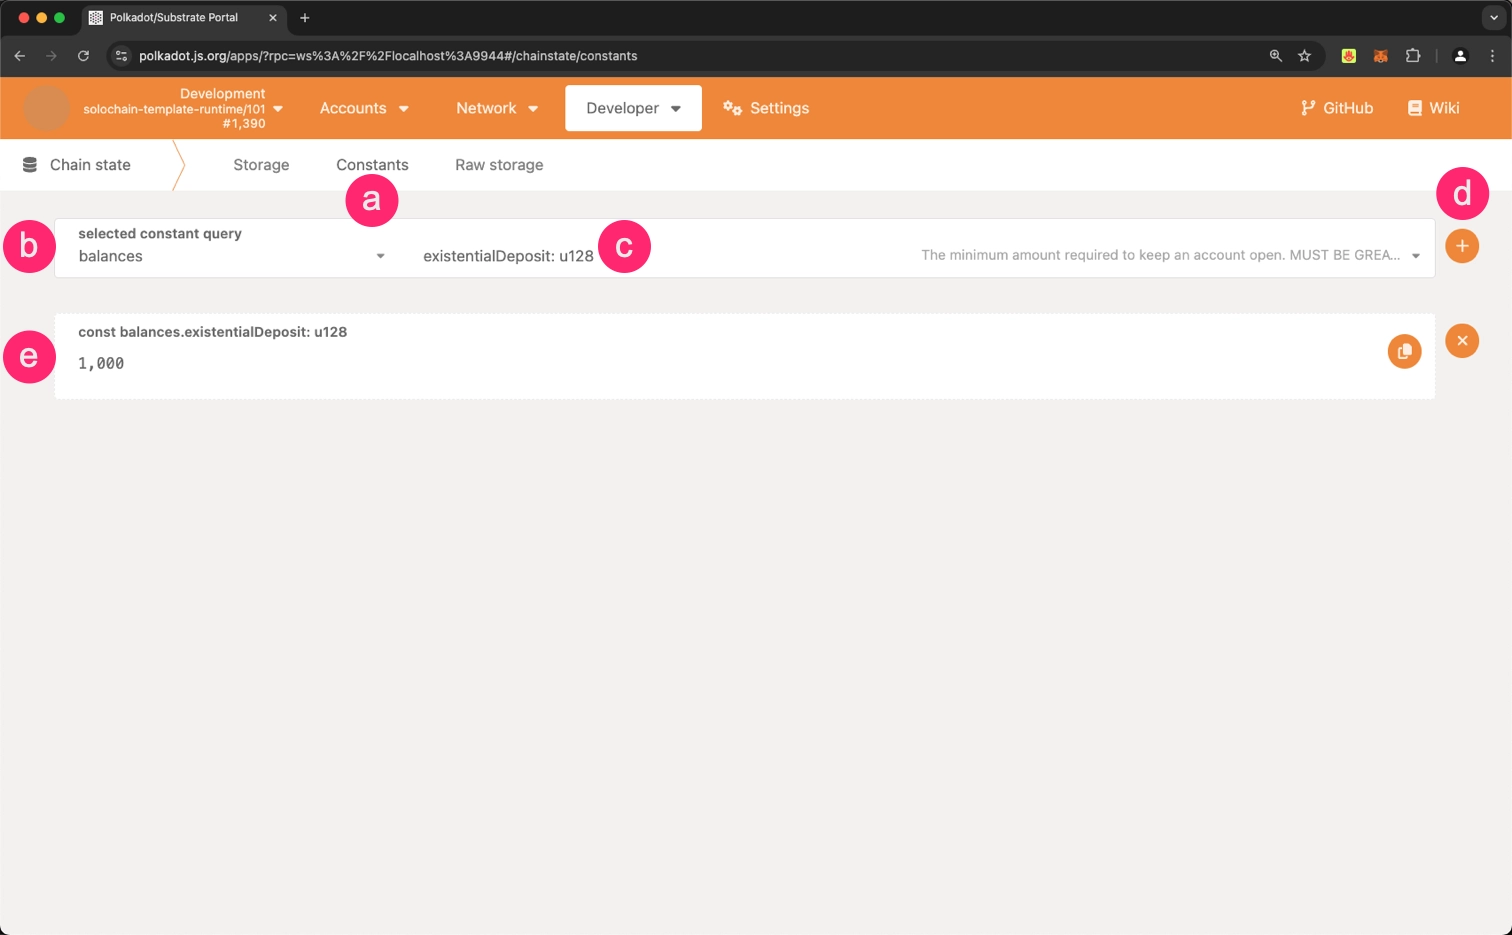 Polkadot/Substrate Portal
polkadot.js.org/apps/?rpc=ws%3A%2F%2Flocalhost%3A9944#/chainstate/constants
Development
solochain-template-runtime/101
#1,390
Accounts
Network
Developer
Settings
GitHub
Wiki
Chain state
Storage
Constants
Raw storage
a
d
b
selected constant query
balances
existentialDeposit: u128
c
The minimum amount required to keep an account open. MUST BE GREA...
e
const balances.existentialDeposit: u128
1,000